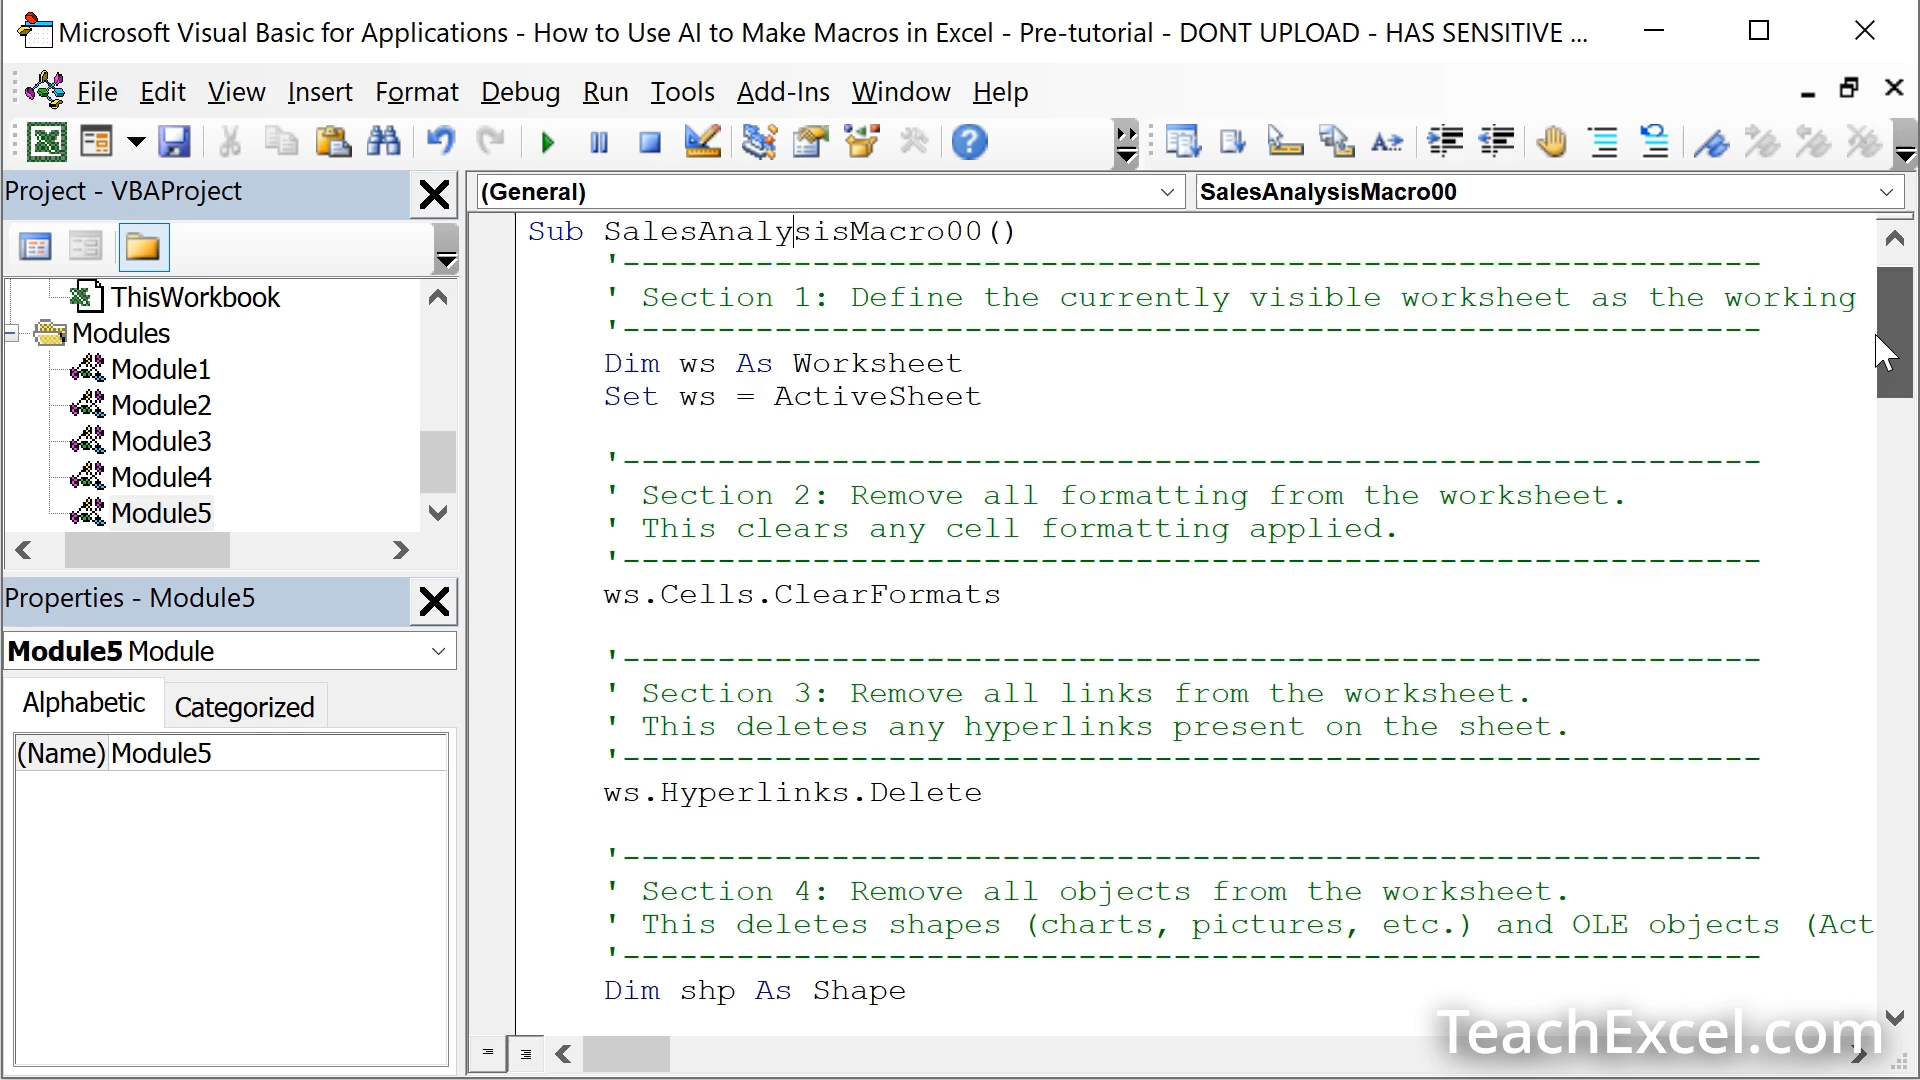 Microsoft Visual Basic for Applications - How to Use AI to Make Macros in Excel - Pre-tutorial - DONT UPLOAD - HAS SENSITIVE ...
File Edit View Insert Format Debug Run Tools Add-Ins Window Help
Project - VBAProject
(General)
SalesAnalysisMacro00
ThisWorkbook
Modules
Module1
Module2
Module3
Module4
Module5
Properties - Module5
Module5 Module
Alphabetic
Categorized
(Name) Module5
Sub SalesAnalysisMacro00()
'------------------------------------------------------------
' Section 1: Define the currently visible worksheet as the working
'------------------------------------------------------------
Dim ws As Worksheet
Set ws = ActiveSheet
'------------------------------------------------------------
' Section 2: Remove all formatting from the worksheet.
' This clears any cell formatting applied.
'------------------------------------------------------------
ws.Cells.ClearFormats
'------------------------------------------------------------
' Section 3: Remove all links from the worksheet.
' This deletes any hyperlinks present on the sheet.
'------------------------------------------------------------
ws.Hyperlinks.Delete
'------------------------------------------------------------
' Section 4: Remove all objects from the worksheet.
' This deletes shapes (charts, pictures, etc.) and OLE objects (Act
'------------------------------------------------------------
Dim shp As Shape
TeachExcel.com